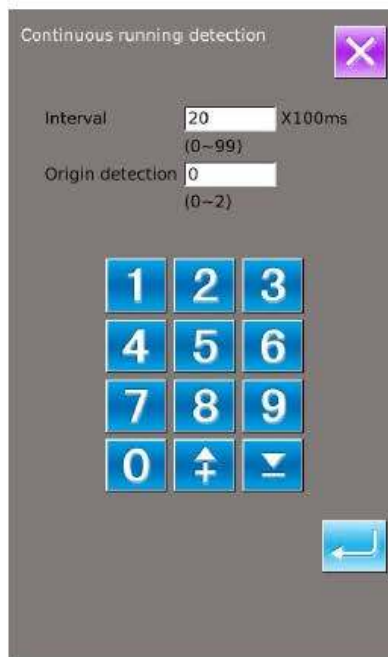 Continuous running detection
Interval 20 X100ms
(0~99)
Origin detection 0
(0~2)
1 2 3
4 5 6
7 8 9
0